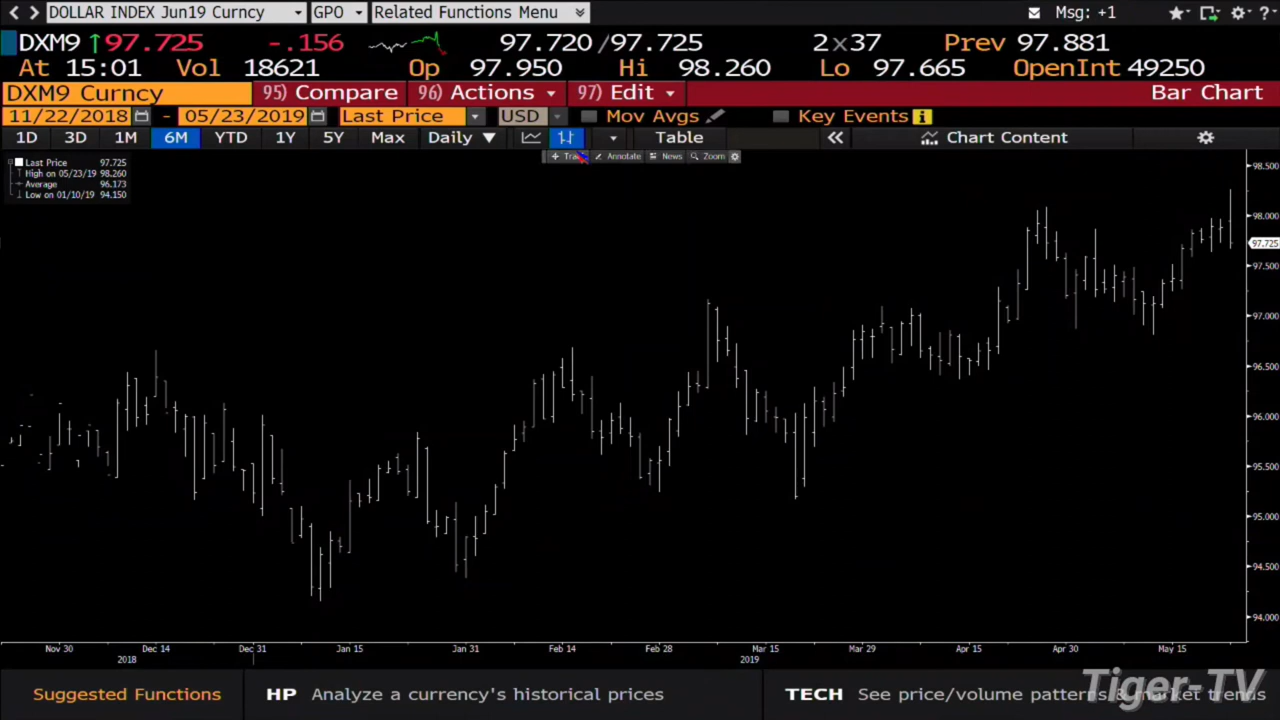 DOLLAR INDEX Jun19 Curncy GPO Related Functions Menu Msg: +1
DXM9 ↑97.725 -.156 97.720/97.725 2x37 Prev 97.881
At 15:01 Vol 18621 Op 97.950 Hi 98.260 Lo 97.665 OpenInt 49250
DXM9 Curncy 95) Compare 96) Actions 97) Edit Bar Chart
11/22/2018 - 05/23/2019 Last Price USD Mov Avgs Key Events
1D 3D 1M 6M YTD 1Y 5Y Max Daily ▼ Table « Chart Content
Annotate News Zoom
Last Price 97.725
High on 05/23/19 98.260
Average 96.173
Low on 01/10/19 94.150
98.500
98.000
97.725
97.500
97.000
96.500
96.000
95.500
95.000
94.500
94.000
Nov 30 Dec 14 Dec 31 Jan 15 Jan 31 Feb 14 Feb 28 Mar 15 Mar 29 Apr 15 Apr 30 May 15
2018 2019
Suggested Functions HP Analyze a currency's historical prices TECH See price/volume patterns & market trends
Tiger-TV